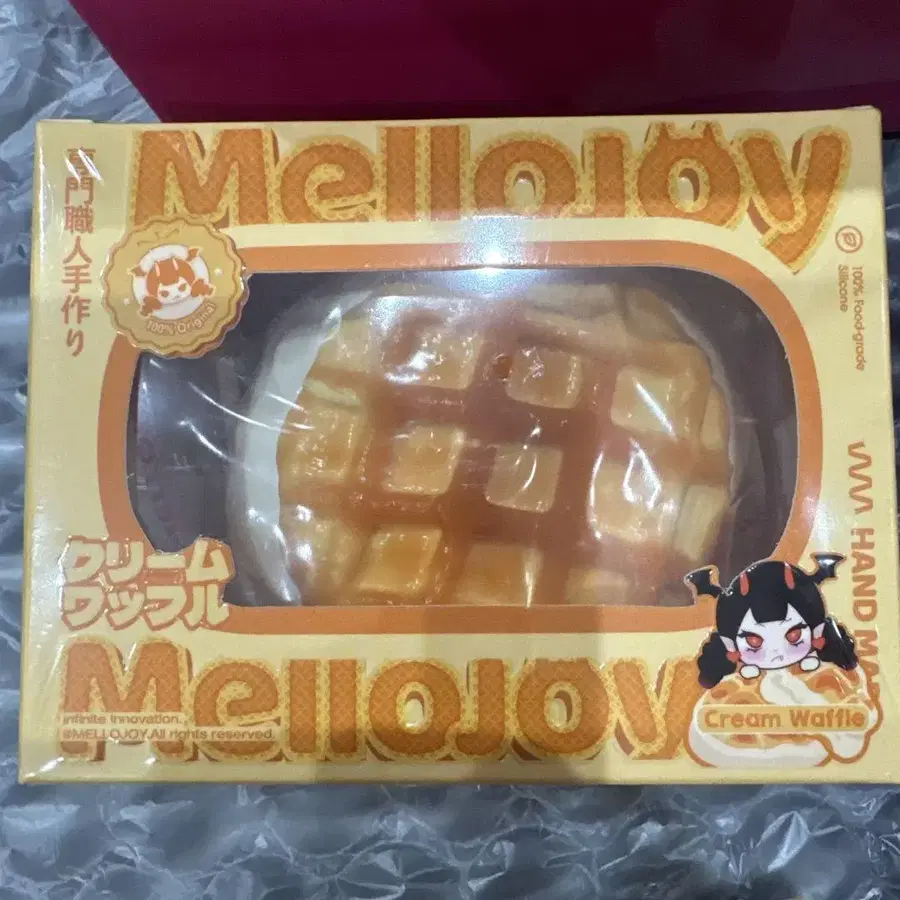 Mellojoy
専門職人手作り
100% Original
100% Food-grade
Silicone
HAND MA
クリーム
ワッフル
Mellojoy
Infinite Innovation.
@MELLOJOY.All rights reserved.
Cream Waffle